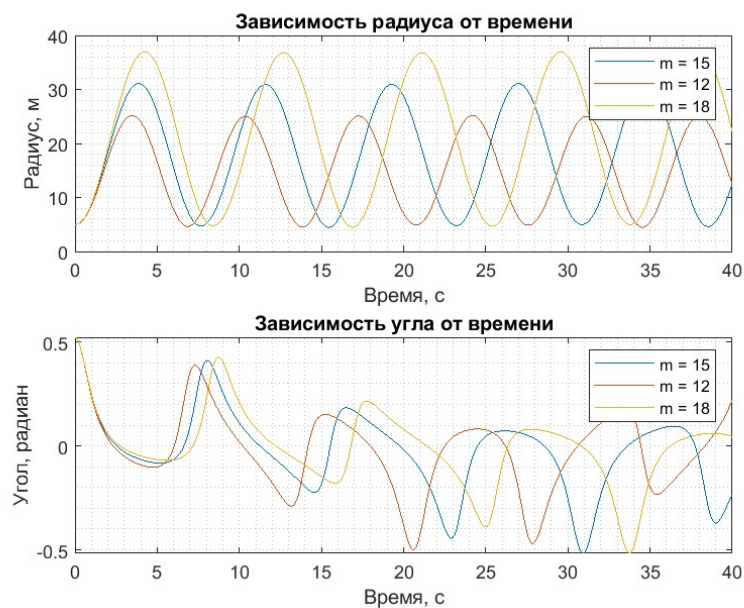 Зависимость радиуса от времени
40
30
20
10
0
Радиус, м
m = 15
m = 12
m = 18
0 5 10 15 20 25 30 35 40
Время, с
Зависимость угла от времени
0.5
0
-0.5
Угол, радиан
m = 15
m = 12
m = 18
0 5 10 15 20 25 30 35 40
Время, с